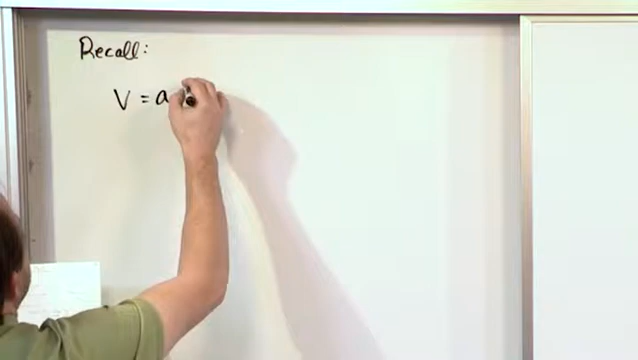 Recall:
V = a